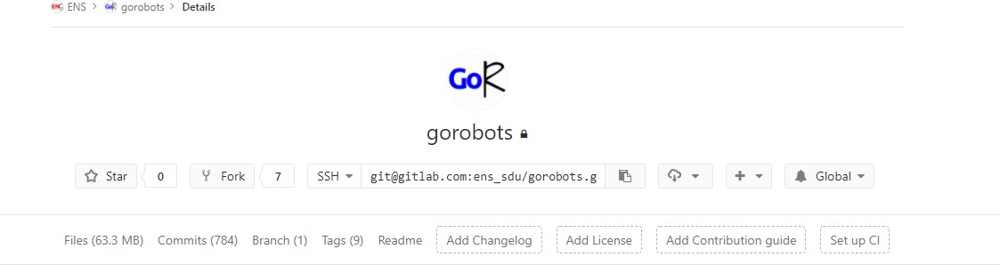 ENS > gorobots > Details
GoR
gorobots
Star 0 Fork 7 SSH git@gitlab.com:ens_sdu/gorobots.g Global
Files (63.3 MB) Commits (784) Branch (1) Tags (9) Readme Add Changelog Add License Add Contribution guide Set up CI